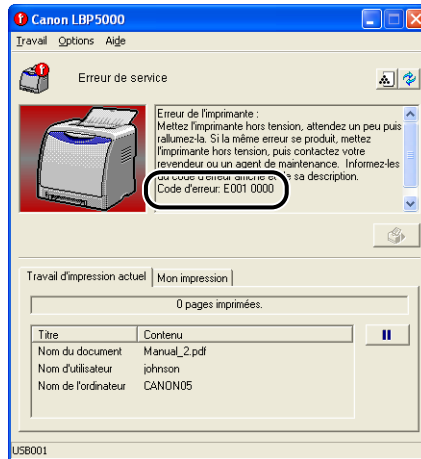 Canon LBP5000
Travail Options Aide
Erreur de service
Erreur de l'imprimante :
Mettez l'imprimante hors tension, attendez un peu puis
rallumez-la. Si la même erreur se produit, mettez
l'imprimante hors tension, puis contactez votre
revendeur ou un agent de maintenance. Informez-les
du code d'erreur affiché et de sa description.
Code d'erreur: E001 0000
Travail d'impression actuel Mon impression
0 pages imprimées.
Titre Contenu
Nom du document Manual_2.pdf
Nom d'utilisateur johnson
Nom de l'ordinateur CANON05
USB001